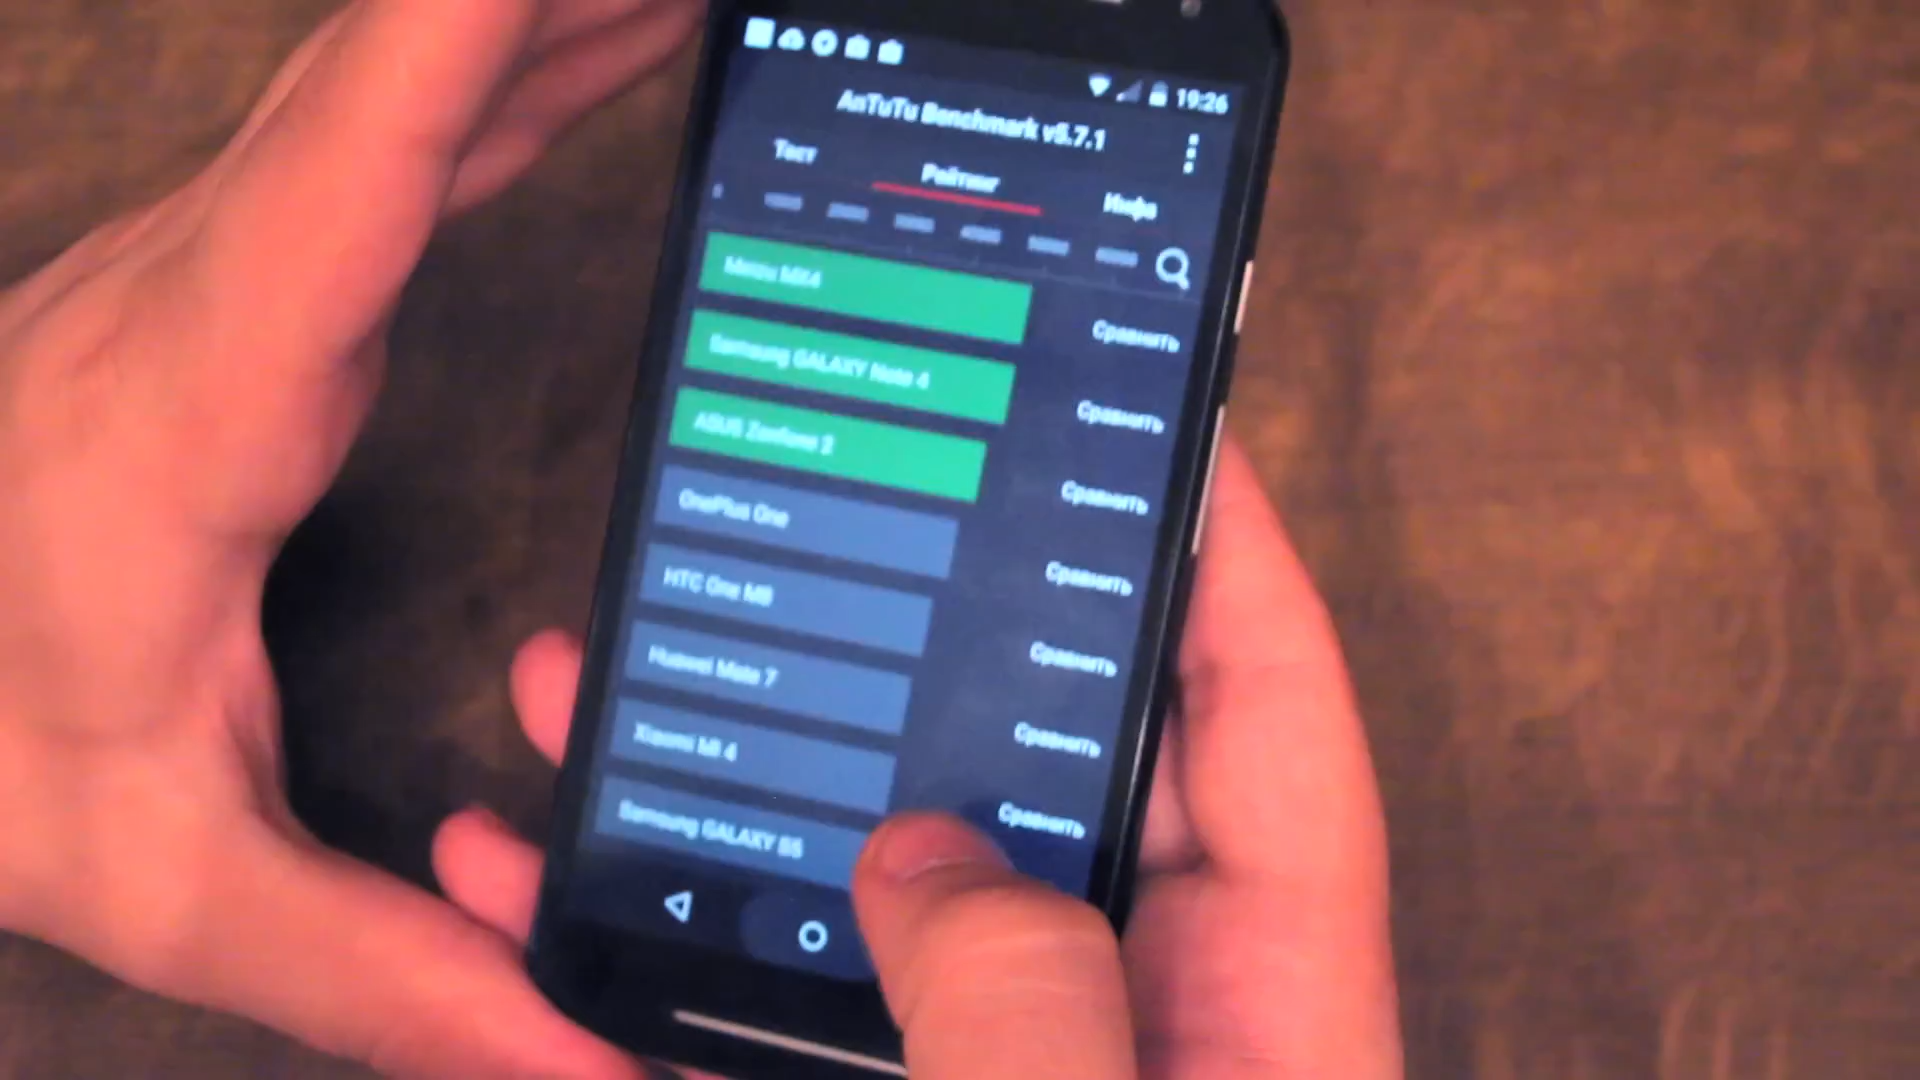 19:26
AnTuTu Benchmark v5.7.1
Тест Рейтинг Инфо
Meizu MX4 Сравнить
Samsung GALAXY Note 4 Сравнить
ASUS Zenfone 2 Сравнить
OnePlus One Сравнить
HTC One M8 Сравнить
Huawei Mate 7 Сравнить
Xiaomi MI 4 Сравнить
Samsung GALAXY S5